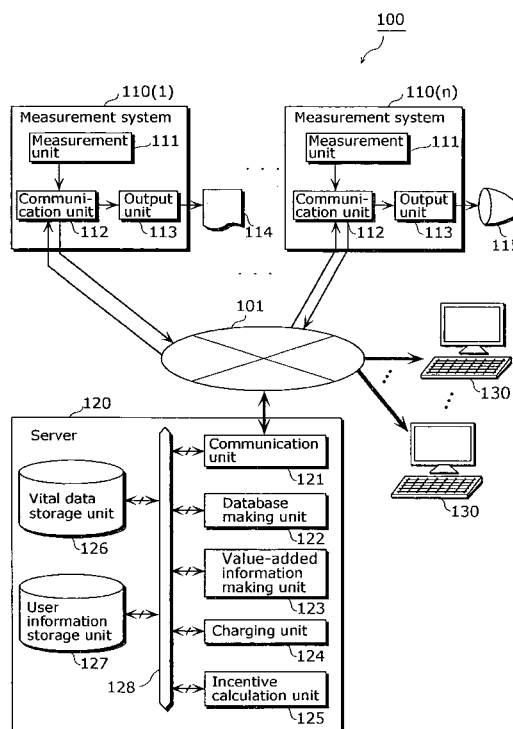 100
110(1)
110(n)
Measurement system
Measurement
unit
111
Communi-
cation unit
112
Output
unit
113
114
Measurement system
Measurement
unit
111
Communi-
cation unit
112
Output
unit
113
115
101
130
130
120
Server
Communication
unit
121
Vital data
storage unit
126
Database
making unit
122
Value-added
information
making unit
123
User
information
storage unit
127
Charging unit
124
128
Incentive
calculation unit
125